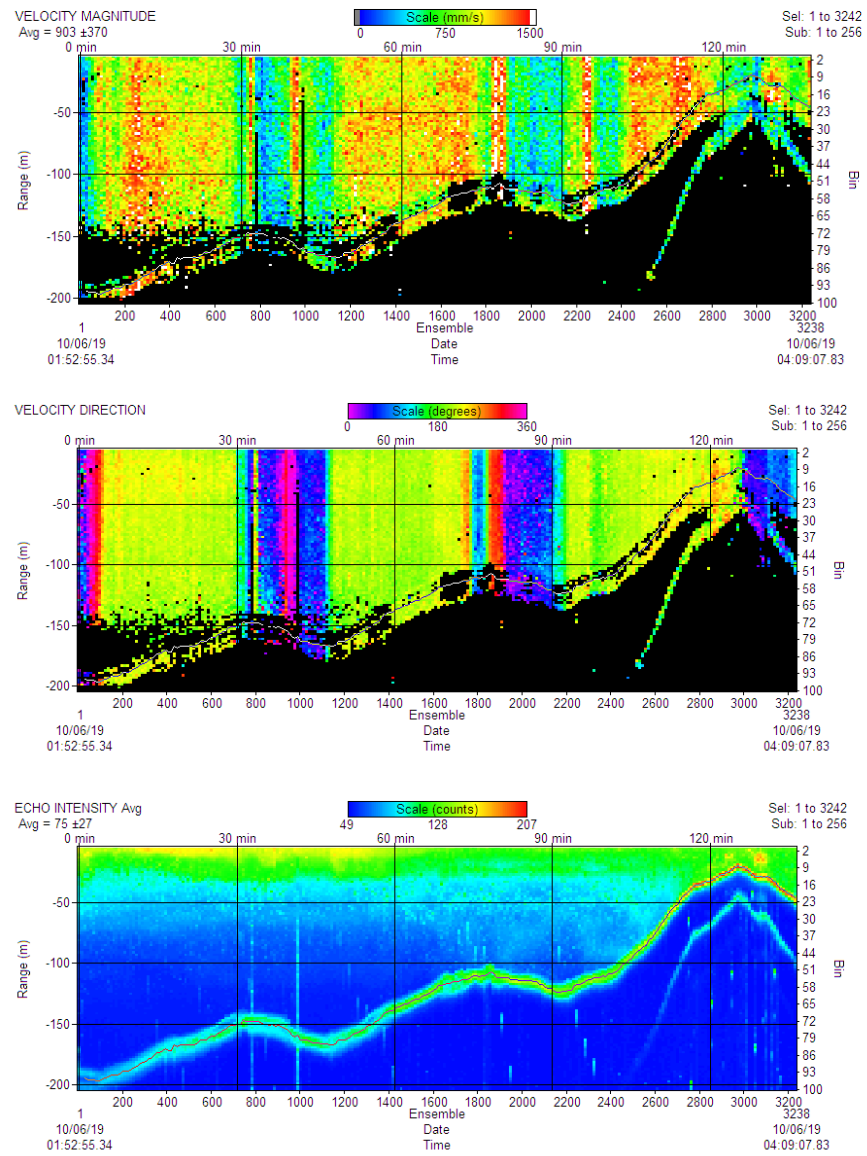 VELOCITY MAGNITUDE
Avg = 903 ±370
Scale (mm/s)
0 750 1500
Sel: 1 to 3242
Sub: 1 to 256
0 min 30 min 60 min 90 min 120 min
Range (m)
-50
-100
-150
-200
2
9
16
23
30
37
44
51
58
65
72
79
86
93
100
Bin
200 400 600 800 1000 1200 1400 1600 1800 2000 2200 2400 2600 2800 3000 3200
1 Ensemble 3238
10/06/19 Date 10/06/19
01:52:55.34 Time 04:09:07.83
VELOCITY DIRECTION
Scale (degrees)
0 180 360
Sel: 1 to 3242
Sub: 1 to 256
0 min 30 min 60 min 90 min 120 min
Range (m)
-50
-100
-150
-200
2
9
16
23
30
37
44
51
58
65
72
79
86
93
100
Bin
200 400 600 800 1000 1200 1400 1600 1800 2000 2200 2400 2600 2800 3000 3200
1 Ensemble 3238
10/06/19 Date 10/06/19
01:52:55.34 Time 04:09:07.83
ECHO INTENSITY Avg
Avg = 75 ±27
Scale (counts)
49 128 207
Sel: 1 to 3242
Sub: 1 to 256
0 min 30 min 60 min 90 min 120 min
Range (m)
-50
-100
-150
-200
2
9
16
23
30
37
44
51
58
65
72
79
86
93
100
Bin
200 400 600 800 1000 1200 1400 1600 1800 2000 2200 2400 2600 2800 3000 3200
1 Ensemble 3238
10/06/19 Date 10/06/19
01:52:55.34 Time 04:09:07.83